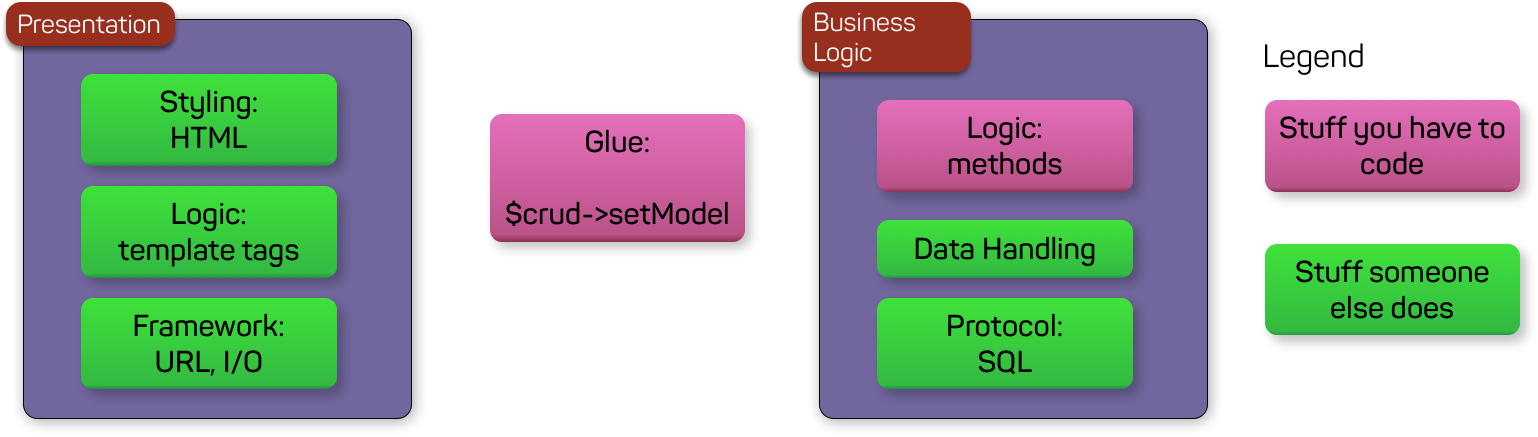 Presentation
Styling:
HTML
Logic:
template tags
Framework:
URL, I/O
Glue:
$crud->setModel
Business
Logic
Logic:
methods
Data Handling
Protocol:
SQL
Legend
Stuff you have to
code
Stuff someone
else does